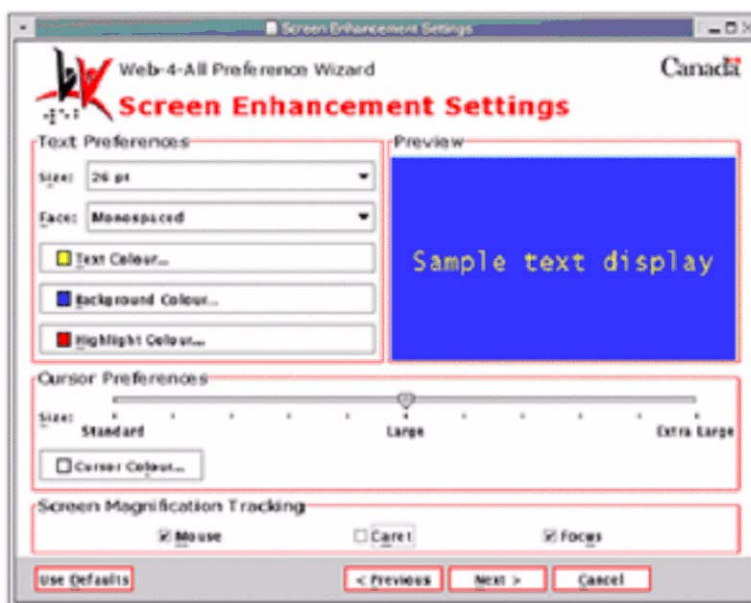 Screen Enhancement Settings
Web-4-All Preference Wizard
Canada
Screen Enhancement Settings
Text Preferences
Size: 26 pt
Face: Monospaced
Text Colour...
Background Colour...
Highlight Colour...
Preview
Sample text display
Cursor Preferences
Size:
Standard Large Extra Large
Cursor Colour...
Screen Magnification Tracking
Mouse Caret Focus
Use Defaults < Previous Next > Cancel